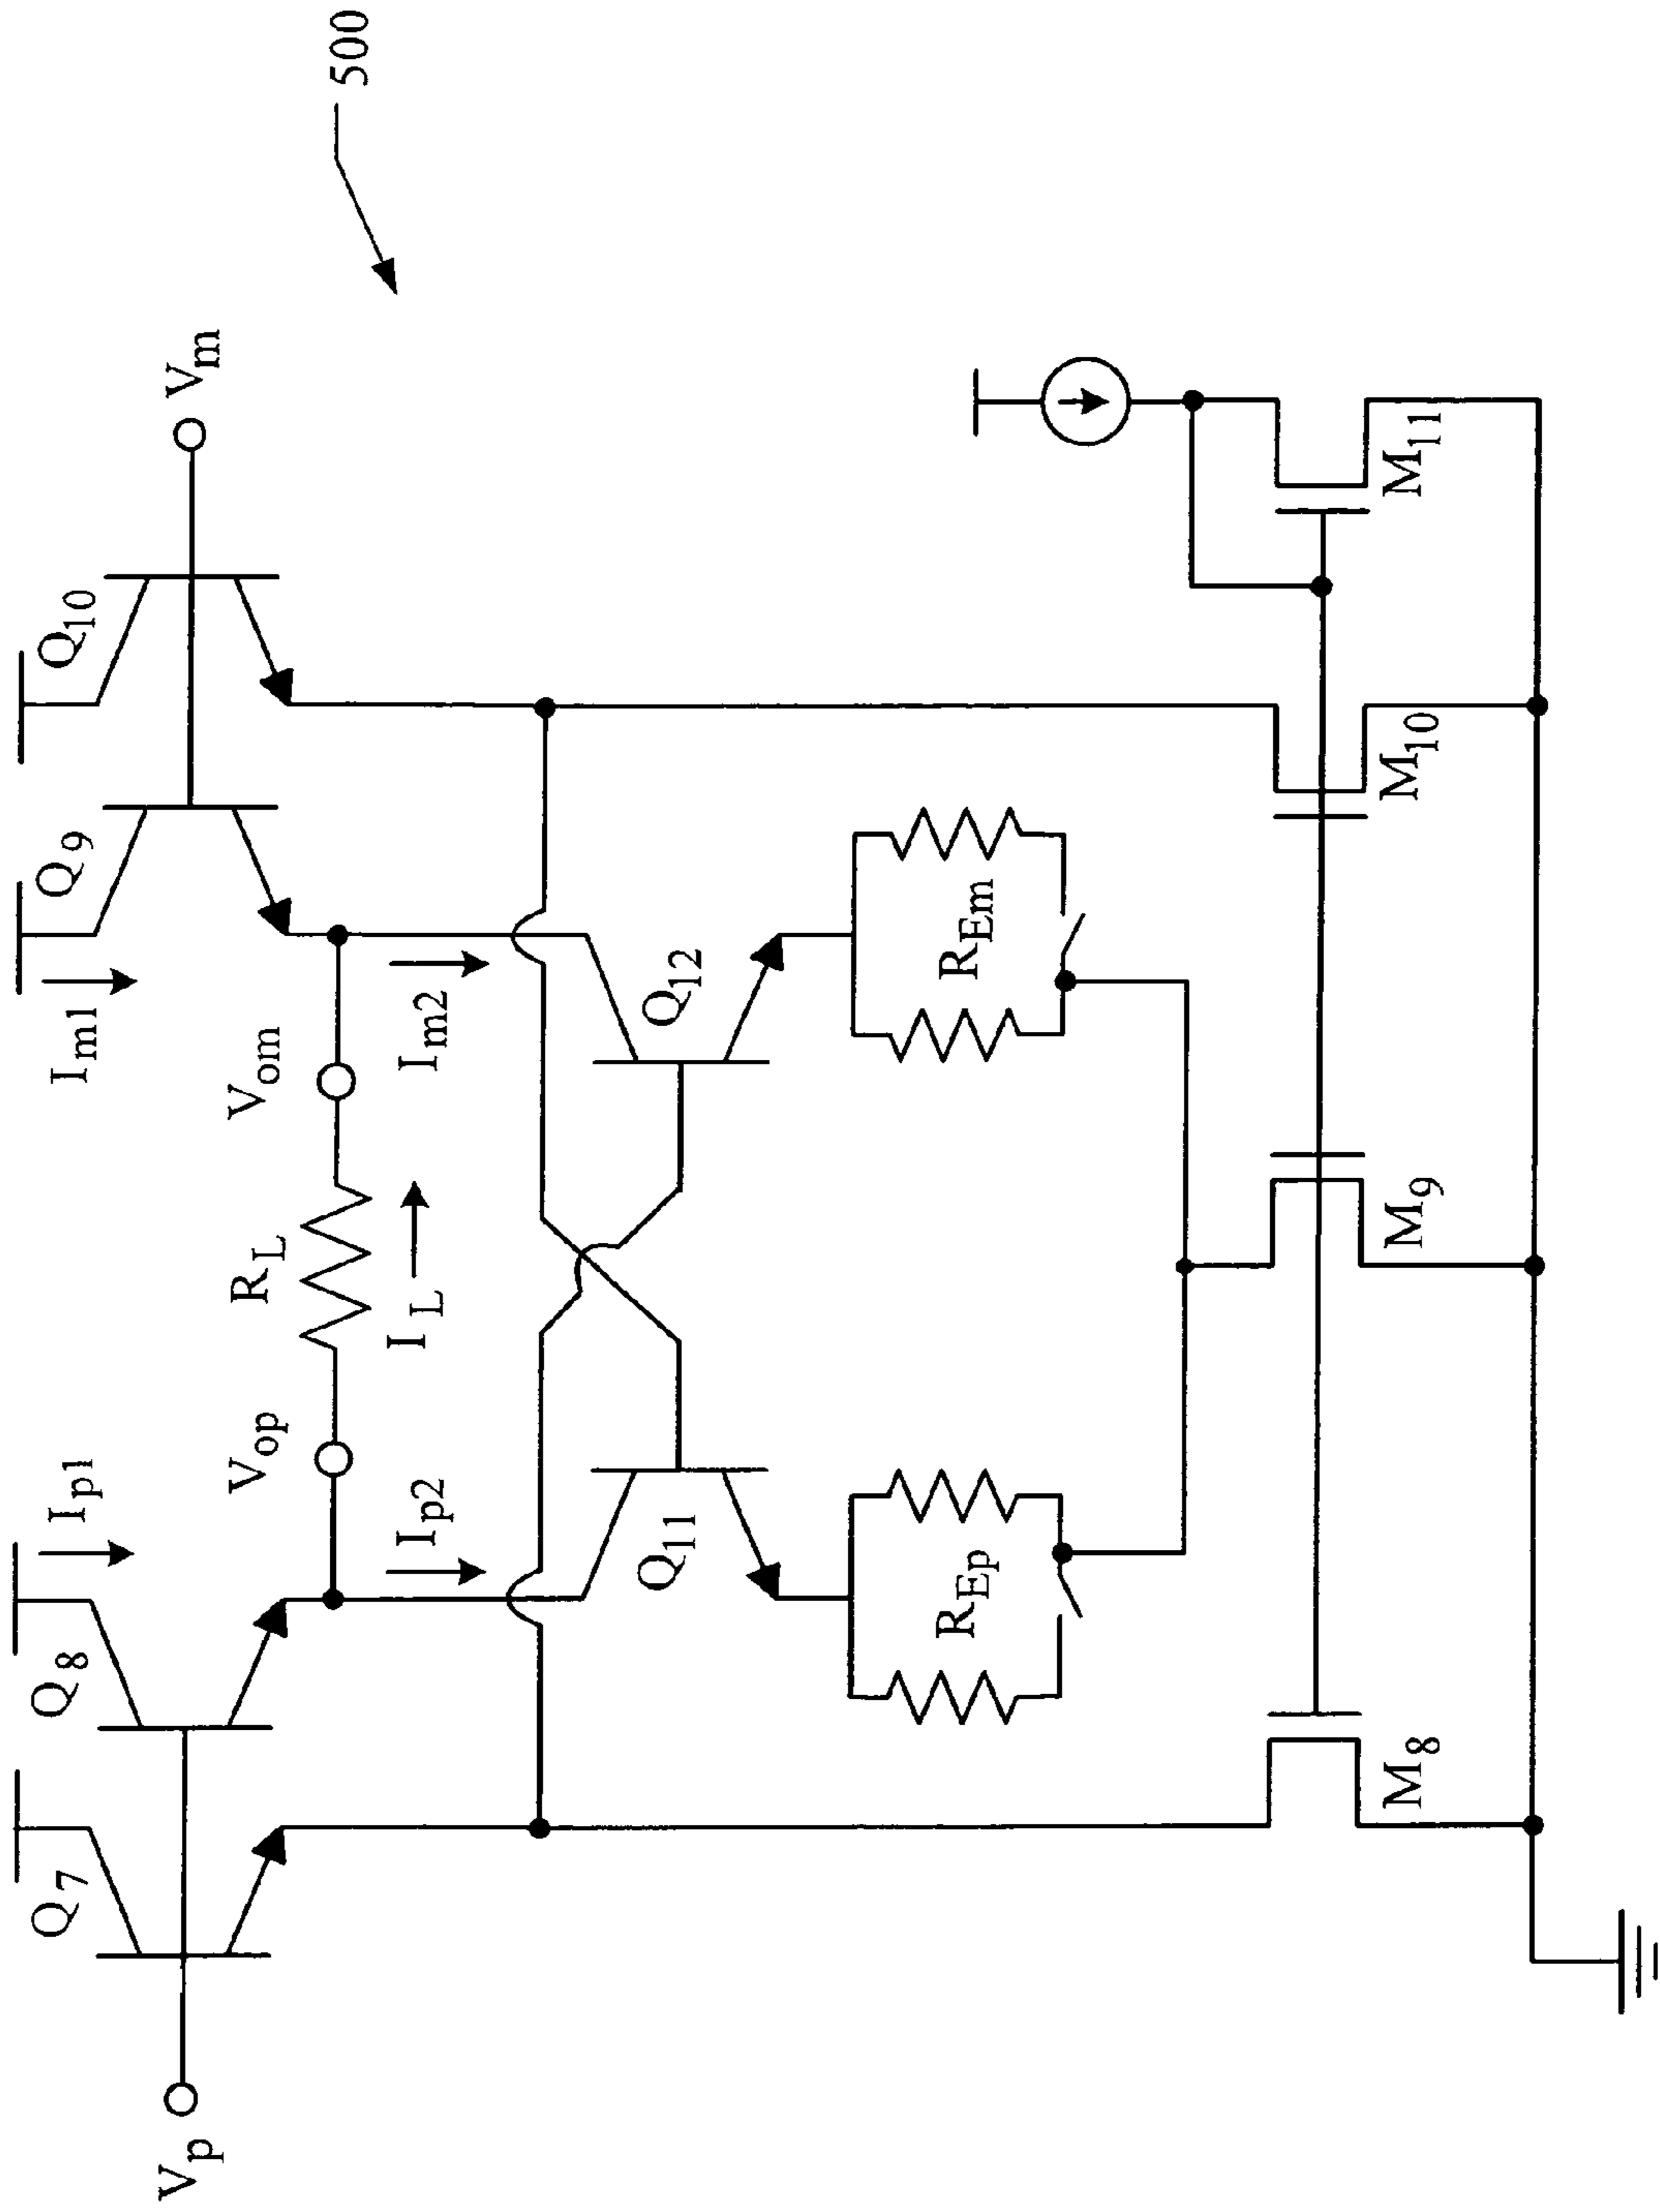 500
Q7
Q8
Ip1
Im1
Q9
Q10
Vp
Vm
Vop
RL
Vom
IL
Ip2
Im2
Q11
Q12
REp
REm
M8
M9
M10
M11